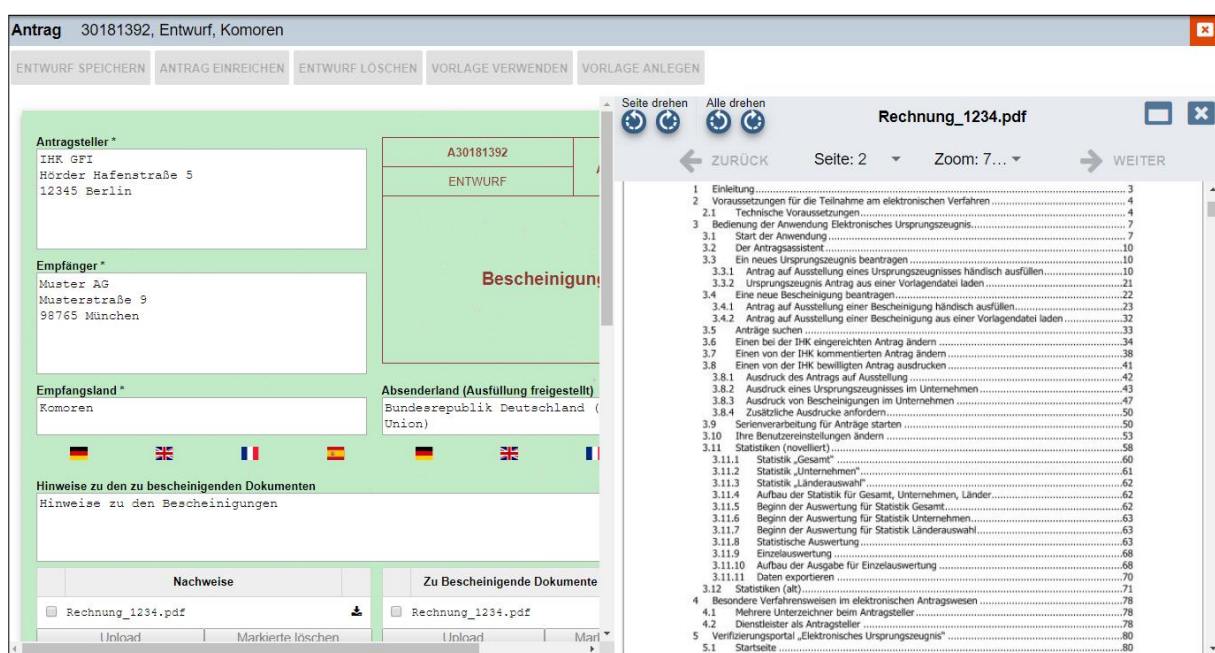 Antrag 30181392, Entwurf, Komoren
ENTWURF SPEICHERN ANTRAG EINREICHEN ENTWURF LÖSCHEN VORLAGE VERWENDEN VORLAGE ANLEGEN
Antragsteller *
IHK GFI
Hörder Hafenstraße 5
12345 Berlin
A30181392
ENTWURF
Bescheinigung
Empfänger *
Muster AG
Musterstraße 9
98765 München
Empfangsland *
Komoren
Absenderland (Ausfüllung freigestellt)
Bundesrepublik Deutschland (
Union)
Hinweise zu den zu bescheinigenden Dokumenten
Hinweise zu den Bescheinigungen
Nachweise
Rechnung_1234.pdf
Upload Markierte löschen
Zu Bescheinigende Dokumente
Rechnung_1234.pdf
Upload Mark
Seite drehen Alle drehen
Rechnung_1234.pdf
ZURÜCK Seite: 2 Zoom: 7... WEITER
1 Einleitung 3
2 Voraussetzungen für die Teilnahme am elektronischen Verfahren 4
2.1 Technische Voraussetzungen 4
3 Bedienung der Anwendung Elektronisches Ursprungszeugnis 7
3.1 Start der Anwendung 7
3.2 Der Antragsassistent 10
3.3 Ein neues Ursprungszeugnis beantragen 10
3.3.1 Antrag auf Ausstellung eines Ursprungszeugnisses händisch ausfüllen 10
3.3.2 Ursprungszeugnis Antrag aus einer Vorlagendatei laden 21
3.4 Eine neue Bescheinigung beantragen 22
3.4.1 Antrag auf Ausstellung einer Bescheinigung händisch ausfüllen 23
3.4.2 Antrag auf Ausstellung einer Bescheinigung aus einer Vorlagendatei laden 32
3.5 Anträge suchen 33
3.6 Einen bei der IHK eingereichten Antrag ändern 34
3.7 Einen von der IHK kommentierten Antrag ändern 38
3.8 Einen von der IHK bewilligten Antrag ausdrucken 41
3.8.1 Ausdruck des Antrags auf Ausstellung 42
3.8.2 Ausdruck eines Ursprungszeugnisses im Unternehmen 43
3.8.3 Ausdruck von Bescheinigungen im Unternehmen 47
3.8.4 Zusätzliche Ausdrucke anfordern 50
3.9 Serienverarbeitung für Anträge starten 50
3.10 Ihre Benutzereinstellungen ändern 53
3.11 Statistiken (novelliert) 58
3.11.1 Statistik „Gesamt" 60
3.11.2 Statistik „Unternehmen" 61
3.11.3 Statistik „Länderauswahl" 62
3.11.4 Aufbau der Statistik für Gesamt, Unternehmen, Länder 62
3.11.5 Beginn der Auswertung für Statistik Gesamt 62
3.11.6 Beginn der Auswertung für Statistik Unternehmen 63
3.11.7 Beginn der Auswertung für Statistik Länderauswahl 63
3.11.8 Statistische Auswertung 63
3.11.9 Einzelauswertung 68
3.11.10 Aufbau der Ausgabe für Einzelauswertung 68
3.11.11 Daten exportieren 70
3.12 Statistiken (alt) 71
4 Besondere Verfahrensweisen im elektronischen Antragswesen 78
4.1 Mehrere Unterzeichner beim Antragsteller 78
4.2 Dienstleister als Antragsteller 78
5 Verifizierungsportal „Elektronisches Ursprungszeugnis" 80
5.1 Startseite 80